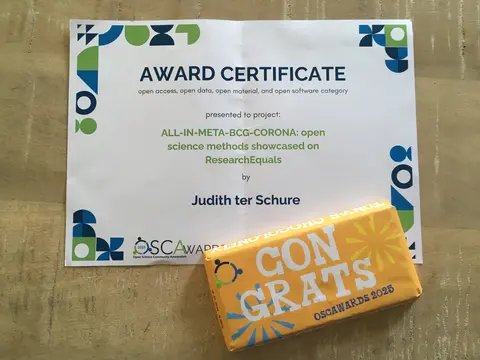 AWARD CERTIFICATE
open access, open data, open material, and open software category
presented to project:
ALL-IN-META-BCG-CORONA: open
science methods showcased on
ResearchEquals
by
Judith ter Schure
OSCAWARD
Open Science Community Amsterdam
CON
GRATS
OSCAWARDS 2025